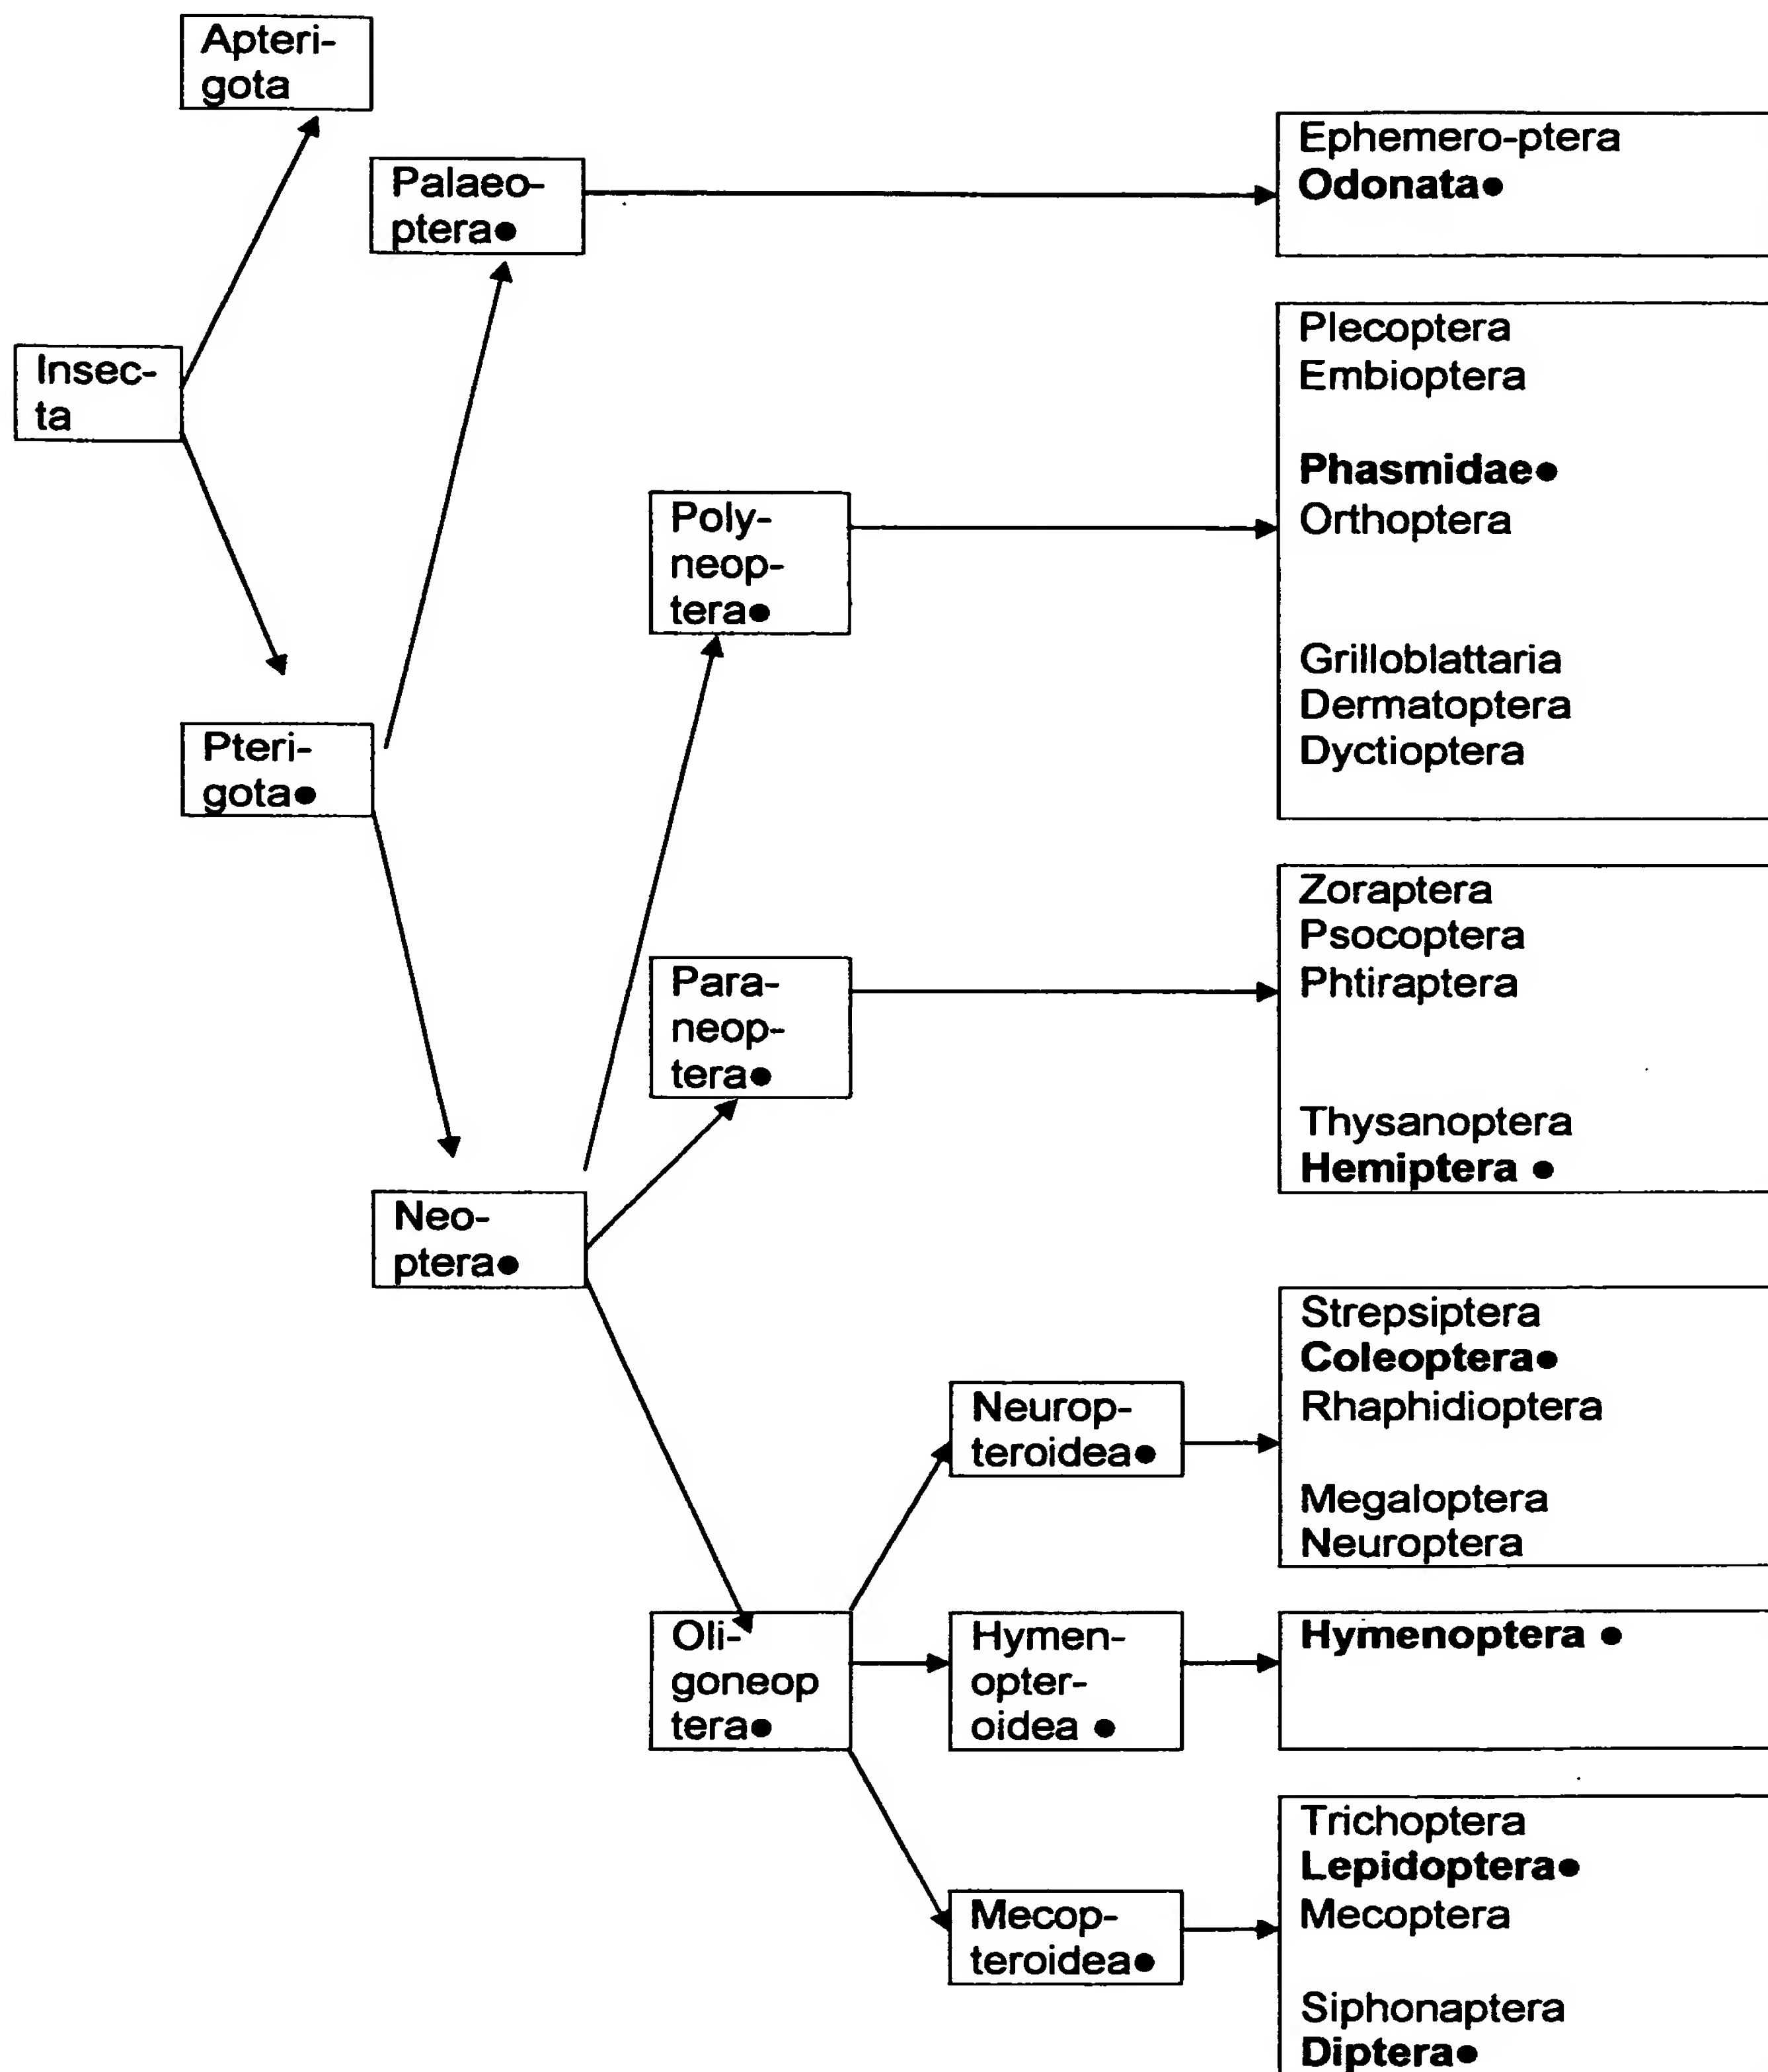 Apteri-
gota
Palaeo-
ptera●
Ephemero-ptera
Odonata●
Insec-
ta
Plecoptera
Embioptera
Phasmidae●
Orthoptera
Grilloblattaria
Dermatoptera
Dyctioptera
Poly-
neop-
tera●
Pteri-
gota●
Zoraptera
Psocoptera
Phtiraptera
Thysanoptera
Hemiptera ●
Para-
neop-
tera●
Neo-
ptera●
Strepsiptera
Coleoptera●
Rhaphidioptera
Megaloptera
Neuroptera
Neurop-
teroidea●
Oli-
goneop
tera●
Hymen-
opter-
oidea ●
Hymenoptera ●
Trichoptera
Lepidoptera●
Mecoptera
Siphonaptera
Diptera●
Mecop-
teroidea●